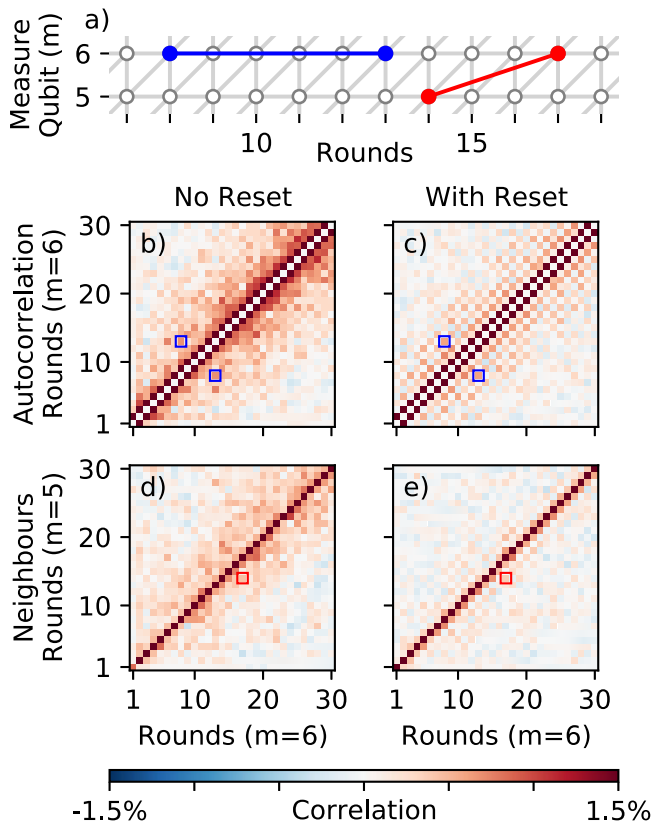 a)
Measure
Qubit (m)
6
5
10
15
Rounds
No Reset
With Reset
Autocorrelation
Rounds (m=6)
30
20
10
1
b)
c)
Neighbours
Rounds (m=5)
30
20
10
1
d)
e)
1
10
20
30
1
10
20
30
Rounds (m=6)
Rounds (m=6)
-1.5%
Correlation
1.5%